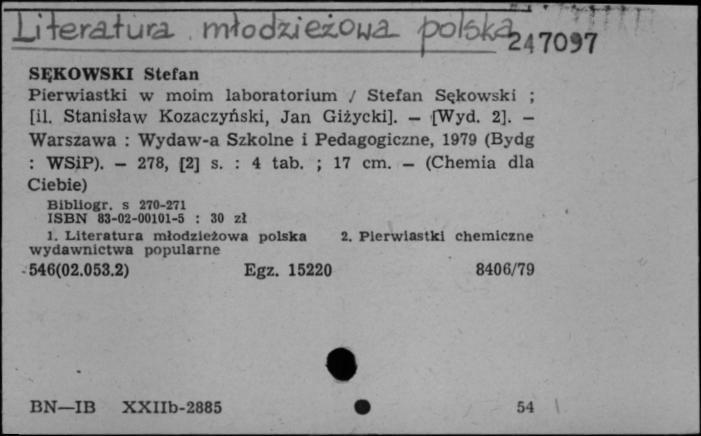 Literatura młodzieżowa polska
247097
SĘKOWSKI Stefan
Pierwiastki w moim laboratorium / Stefan Sękowski ;
[il. Stanisław Kozaczyński, Jan Giżycki]. — [Wyd. 2]. —
Warszawa : Wydaw-a Szkolne i Pedagogiczne, 1979 (Bydg
: WSiP). — 278, [2] s. : 4 tab. ; 17 cm. — (Chemia dla
Ciebie)
Bibliogr. s 270-271
ISBN 83-02-00101-5 : 30 zł
1. Literatura młodzieżowa polska 2. Pierwiastki chemiczne
wydawnictwa popularne
546(02.053.2) Egz. 15220 8406/79
BN—IB XXIIb-2885 54